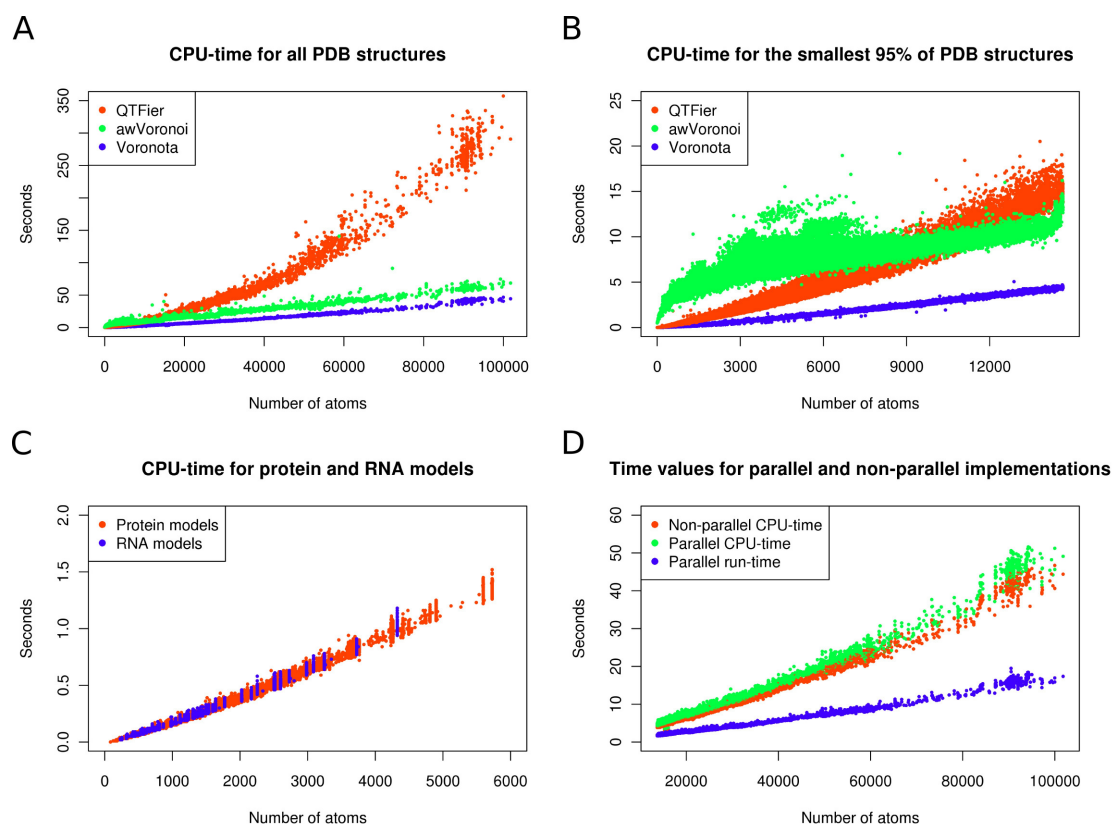 A
CPU-time for all PDB structures
QTFier
awVoronoi
Voronota
Seconds
0
50
150
250
350
0
20000
40000
60000
80000
100000
Number of atoms
B
CPU-time for the smallest 95% of PDB structures
QTFier
awVoronoi
Voronota
Seconds
0
5
10
15
20
25
0
3000
6000
9000
12000
Number of atoms
C
CPU-time for protein and RNA models
Protein models
RNA models
Seconds
0.0
0.5
1.0
1.5
2.0
0
1000
2000
3000
4000
5000
6000
Number of atoms
D
Time values for parallel and non-parallel implementations
Non-parallel CPU-time
Parallel CPU-time
Parallel run-time
Seconds
0
10
20
30
40
50
60
20000
40000
60000
80000
100000
Number of atoms